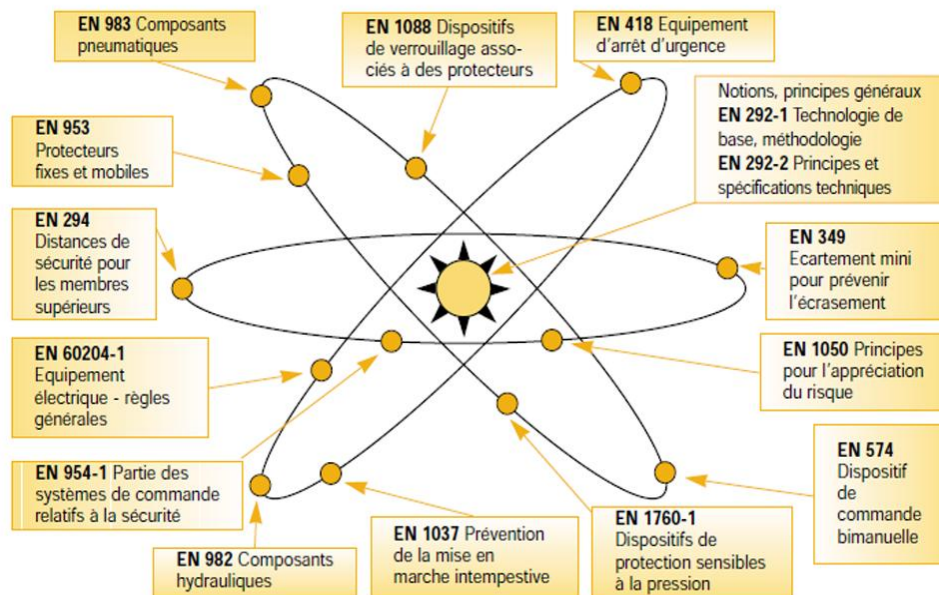 EN 983 Composants
pneumatiques
EN 1088 Dispositifs
de verrouillage asso-
ciés à des protecteurs
EN 418 Equipement
d'arrêt d'urgence
Notions, principes généraux
EN 292-1 Technologie de
base, méthodologie
EN 292-2 Principes et
spécifications techniques
EN 953
Protecteurs
fixes et mobiles
EN 294
Distances de
sécurité pour
les membres
supérieurs
EN 349
Ecartement mini
pour prévenir
l'écrasement
EN 60204-1
Equipement
électrique - règles
générales
EN 1050 Principes
pour l'appréciation
du risque
EN 954-1 Partie des
systèmes de commande
relatifs à la sécurité
EN 574
Dispositif
de
commande
bimanuelle
EN 982 Composants
hydrauliques
EN 1037 Prévention
de la mise en
marche intempestive
EN 1760-1
Dispositifs de
protection sensibles
à la pression